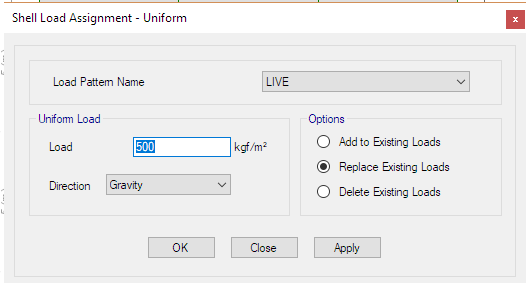 Shell Load Assignment - Uniform
x
Load Pattern Name
LIVE
Uniform Load
Load
500
kgf/m²
Direction
Gravity
Options
Add to Existing Loads
Replace Existing Loads
Delete Existing Loads
OK
Close
Apply